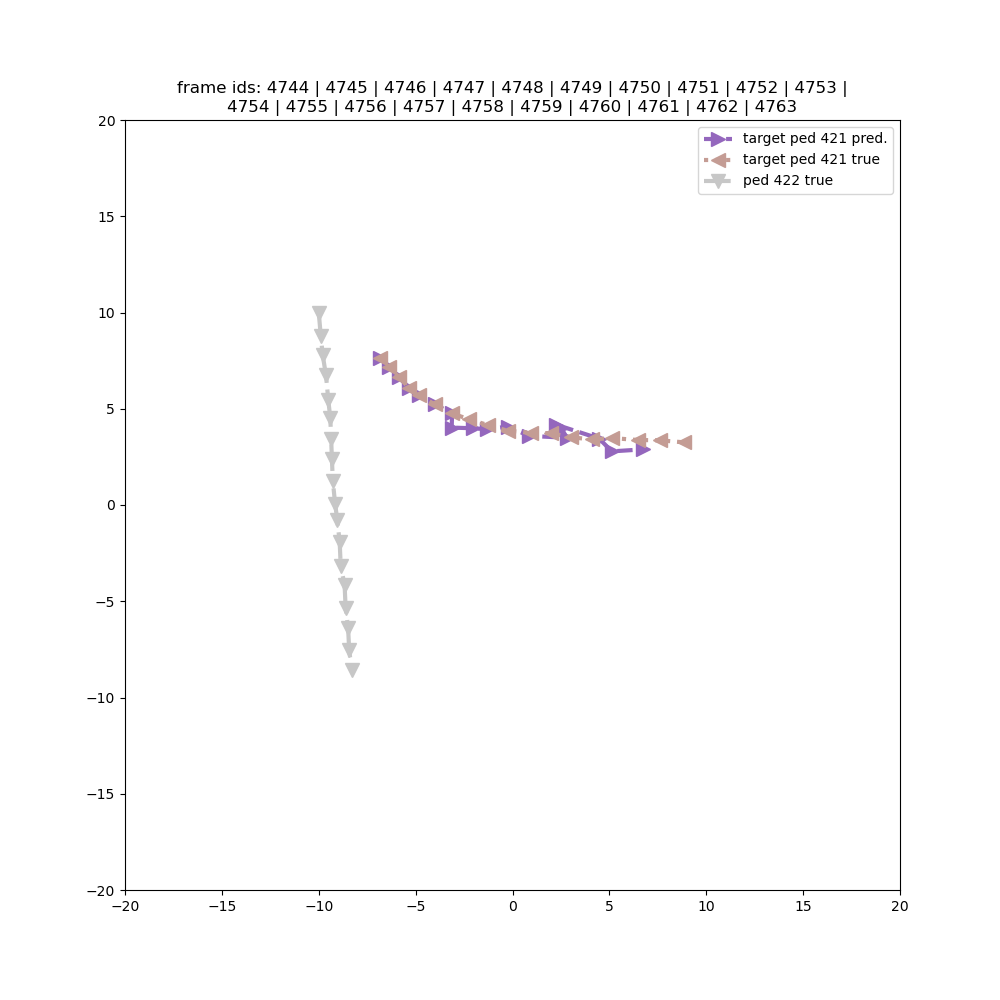 frame ids: 4744 | 4745 | 4746 | 4747 | 4748 | 4749 | 4750 | 4751 | 4752 | 4753 |
4754 | 4755 | 4756 | 4757 | 4758 | 4759 | 4760 | 4761 | 4762 | 4763
target ped 421 pred.
target ped 421 true
ped 422 true
20
15
10
5
0
−5
−10
−15
−20
−20 −15 −10 −5 0 5 10 15 20